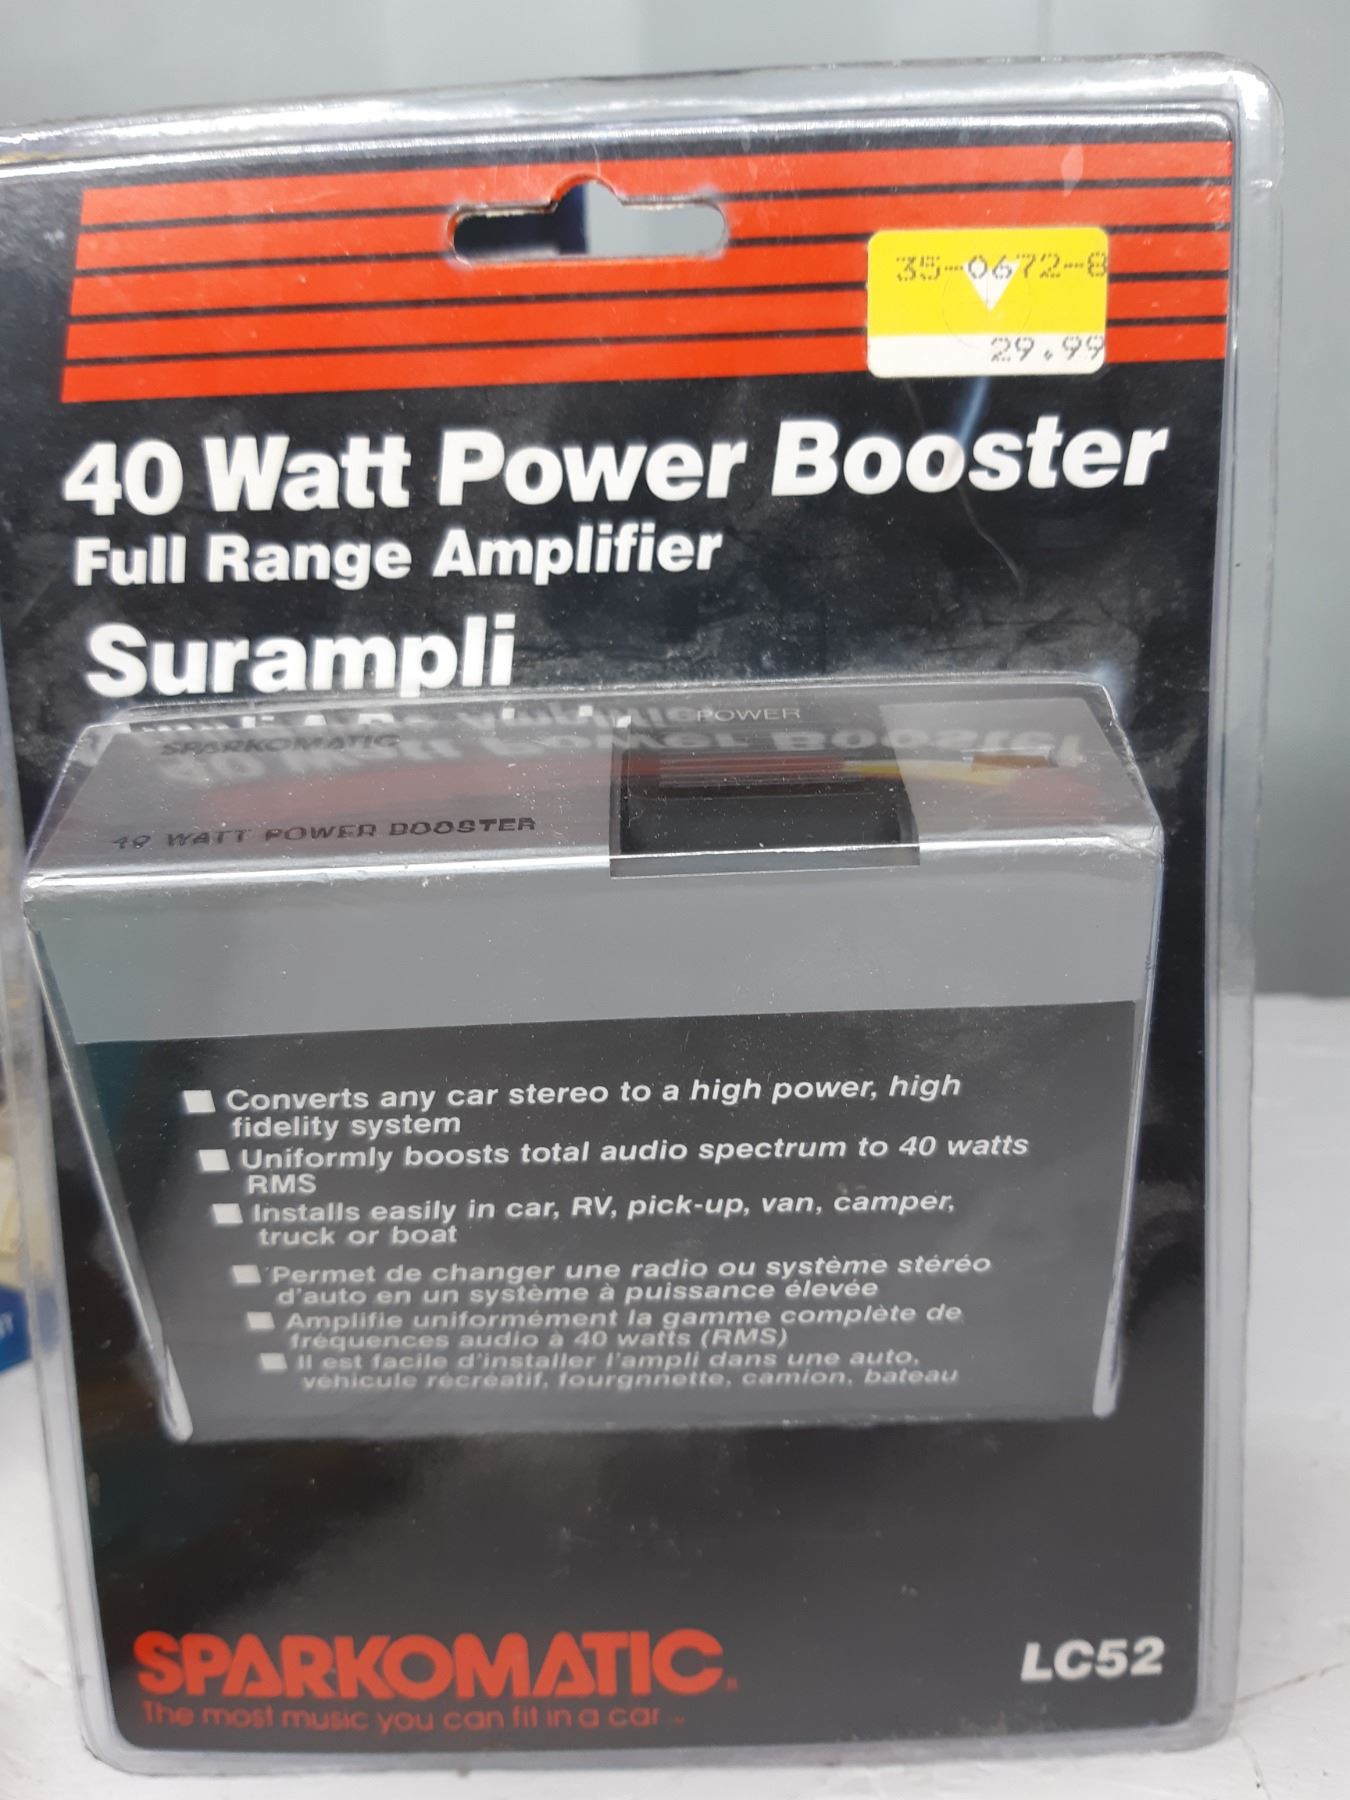 35-0672-8
29.99
40 Watt Power Booster
Full Range Amplifier
Surampli
POWER
SPARKOMATIC
40 WATT POWER BOOSTER
Converts any car stereo to a high power, high
fidelity system
Uniformly boosts total audio spectrum to 40 watts
RMS
Installs easily in car, RV, pick-up, van, camper,
truck or boat
Permet de changer une radio ou système stéréo
d'auto en un système à puissance élevée
Amplifie uniformément la gamme complète de
fréquences audio à 40 watts (RMS)
Il est facile d'installer l'ampli dans une auto,
véhicule récréatif, fourgnnette, camion, bateau
SPARKOMATIC
The most music you can fit in a car
LC52